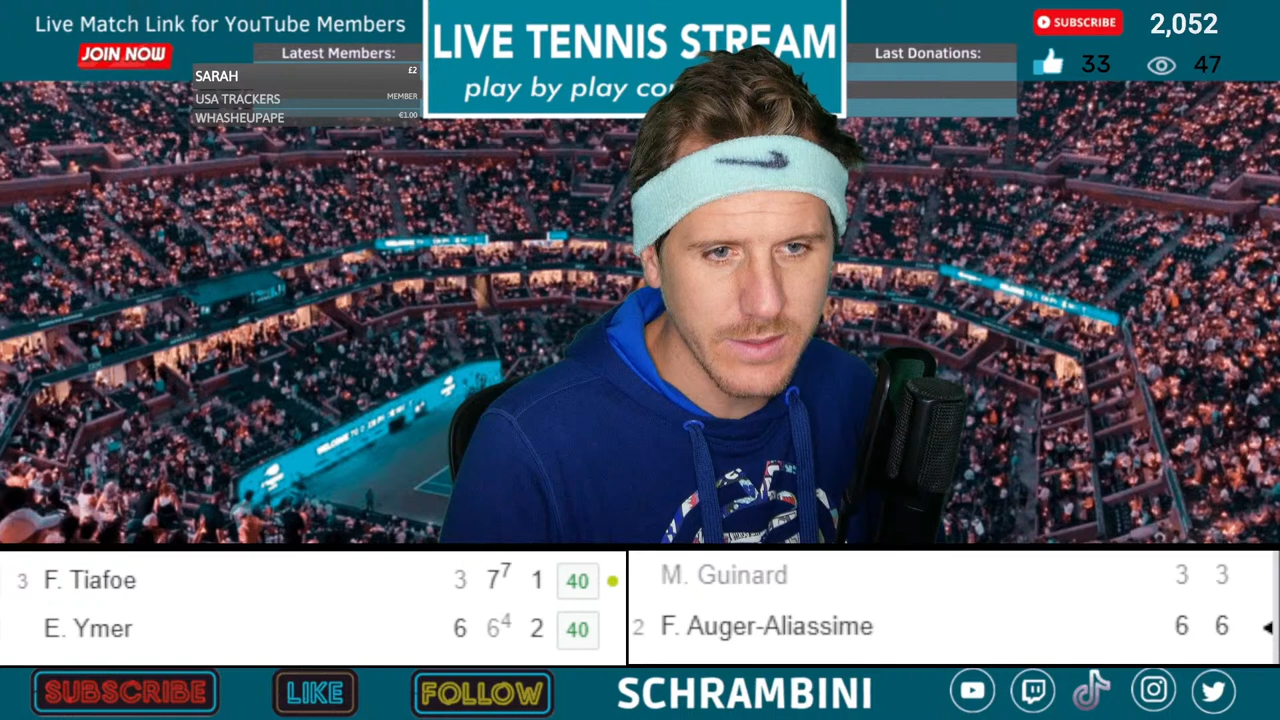 Live Match Link for YouTube Members
JOIN NOW
Latest Members:
SARAH £2
USA TRACKERS MEMBER
WHASHEUPAPE €1.00
LIVE TENNIS STREAM
play by play
Last Donations:
SUBSCRIBE 2,052
33 47
3 F. Tiafoe 3 7 7 1 40
E. Ymer 6 6 4 2 40
M. Guinard 3 3
2 F. Auger-Aliassime 6 6
SUBSCRIBE LIKE FOLLOW SCHRAMBINI